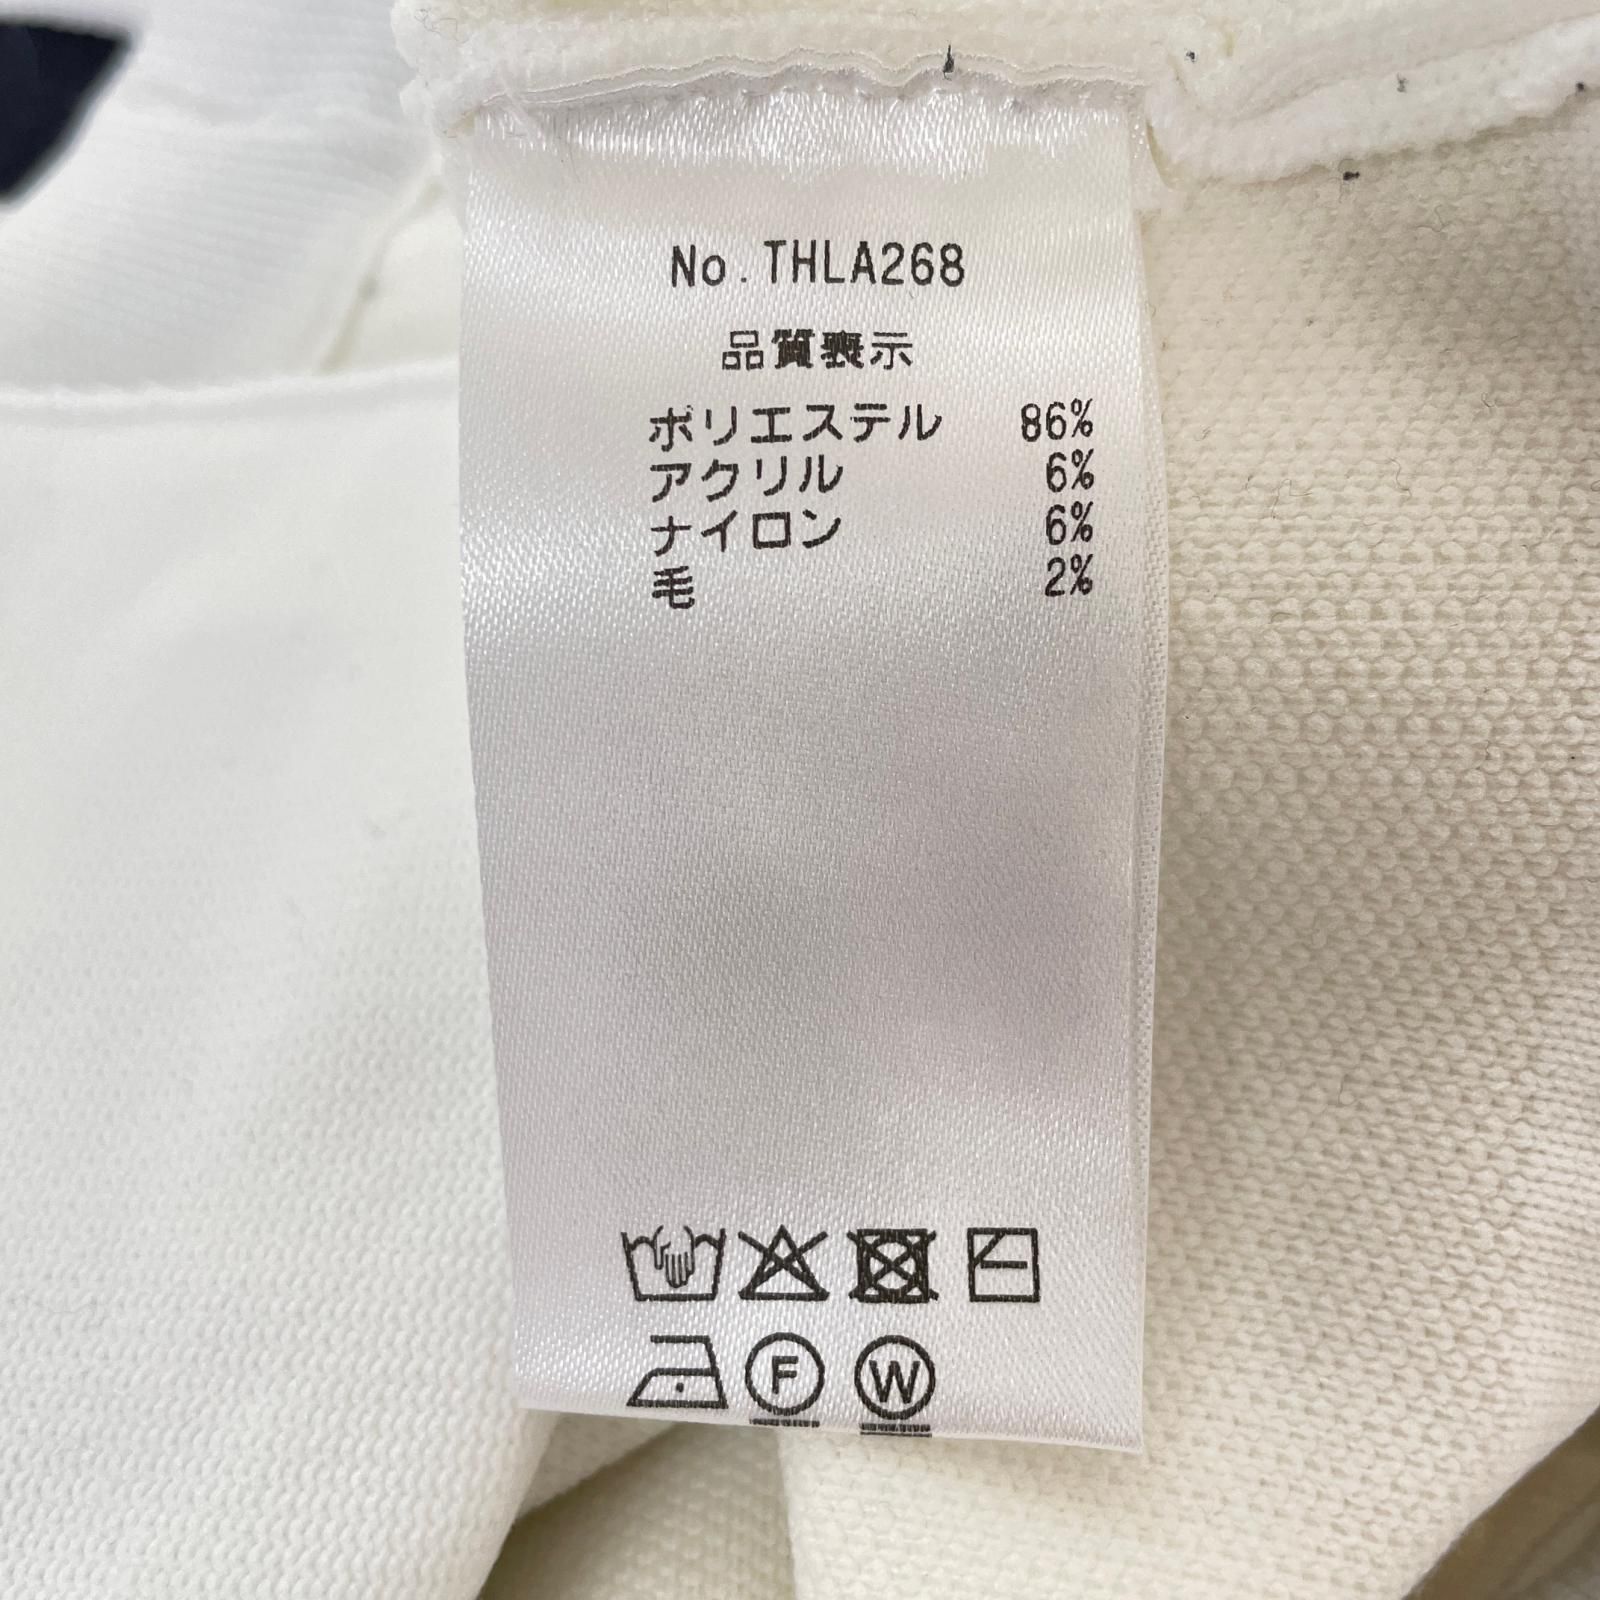 No.THLA268
品質表示
ポリエステル 86%
アクリル 6%
ナイロン 6%
毛 2%
F W